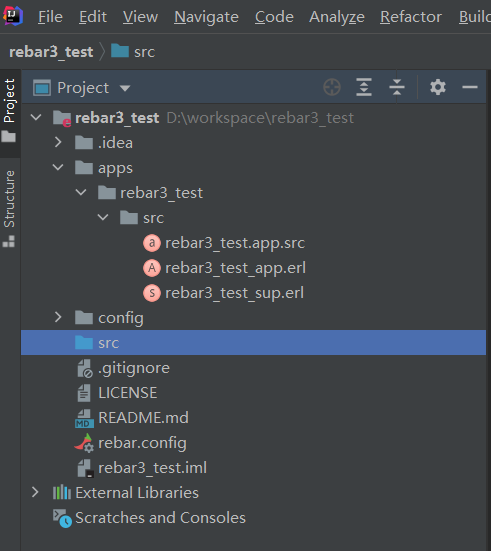 File Edit View Navigate Code Analyze Refactor Build
rebar3_test src
Project
Project
Structure
rebar3_test D:\workspace\rebar3_test
.idea
apps
rebar3_test
src
a rebar3_test.app.src
A rebar3_test_app.erl
s rebar3_test_sup.erl
config
src
.gitignore
LICENSE
MD README.md
rebar.config
rebar3_test.iml
External Libraries
Scratches and Consoles